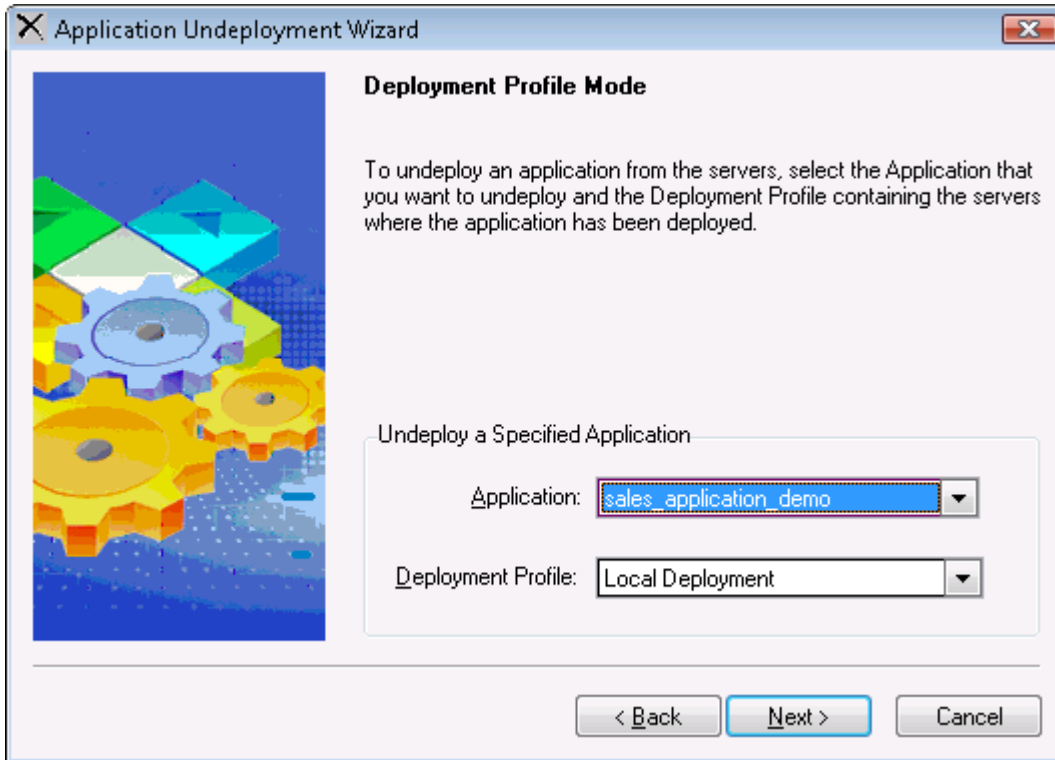 Application Undeployment Wizard
Deployment Profile Mode
To undeploy an application from the servers, select the Application that
you want to undeploy and the Deployment Profile containing the servers
where the application has been deployed.
Undeploy a Specified Application
Application: sales_application_demo
Deployment Profile: Local Deployment
< Back Next > Cancel